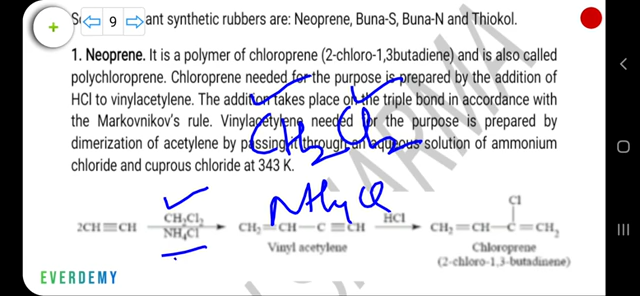 ant synthetic rubbers are: Neoprene, Buna-S, Buna-N and Thiokol.
9
1. Neoprene. It is a polymer of chloroprene (2-chloro-1,3butadiene) and is also called
polychloroprene. Chloroprene needed for the purpose is prepared by the addition of
HCl to vinylacetylene. The addition takes place on the triple bond in accordance with
the Markovnikov's rule. Vinylacetylene needed for the purpose is prepared by
dimerization of acetylene by passing it through an aqueous solution of ammonium
chloride and cuprous chloride at 343 K.
CH2Cl2
NH4Cl
2CH≡CH CH2Cl2 NH4Cl CH2=CH—C≡CH HCl CH2=CH—C=CH2
Cl
Vinyl acetylene
Chloroprene
(2-chloro-1,3-butadinene)
EVERDEMY